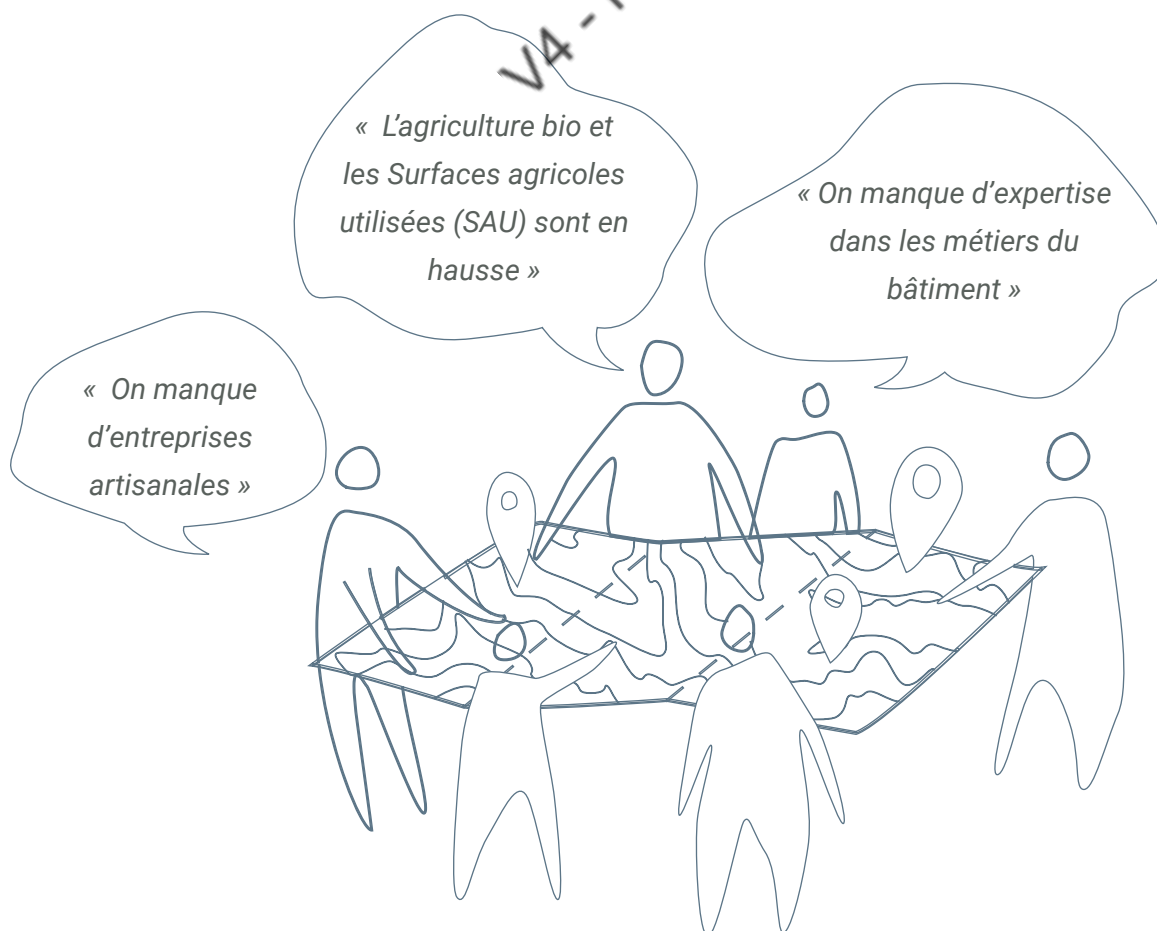 V4 -
« L’agriculture bio et
les Surfaces agricoles
utilisées (SAU) sont en
hausse »
« On manque d’expertise
dans les métiers du
bâtiment »
« On manque
d’entreprises
artisanales »